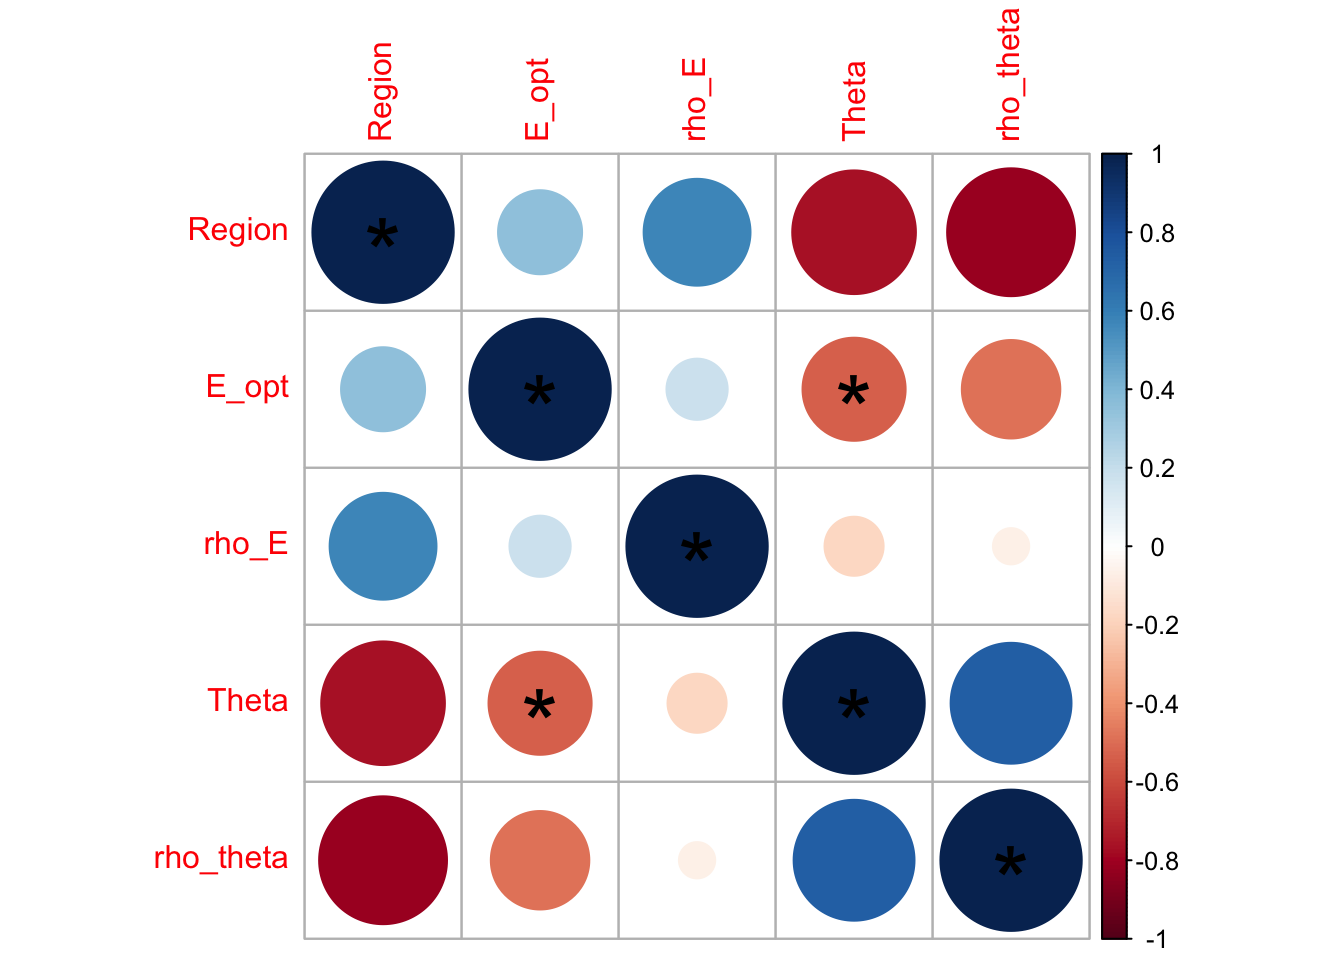 Region
E_opt
rho_E
Theta
rho_theta
Region
*
E_opt
*
*
rho_E
*
Theta
*
*
rho_theta
*
1
0.8
0.6
0.4
0.2
0
-0.2
-0.4
-0.6
-0.8
-1